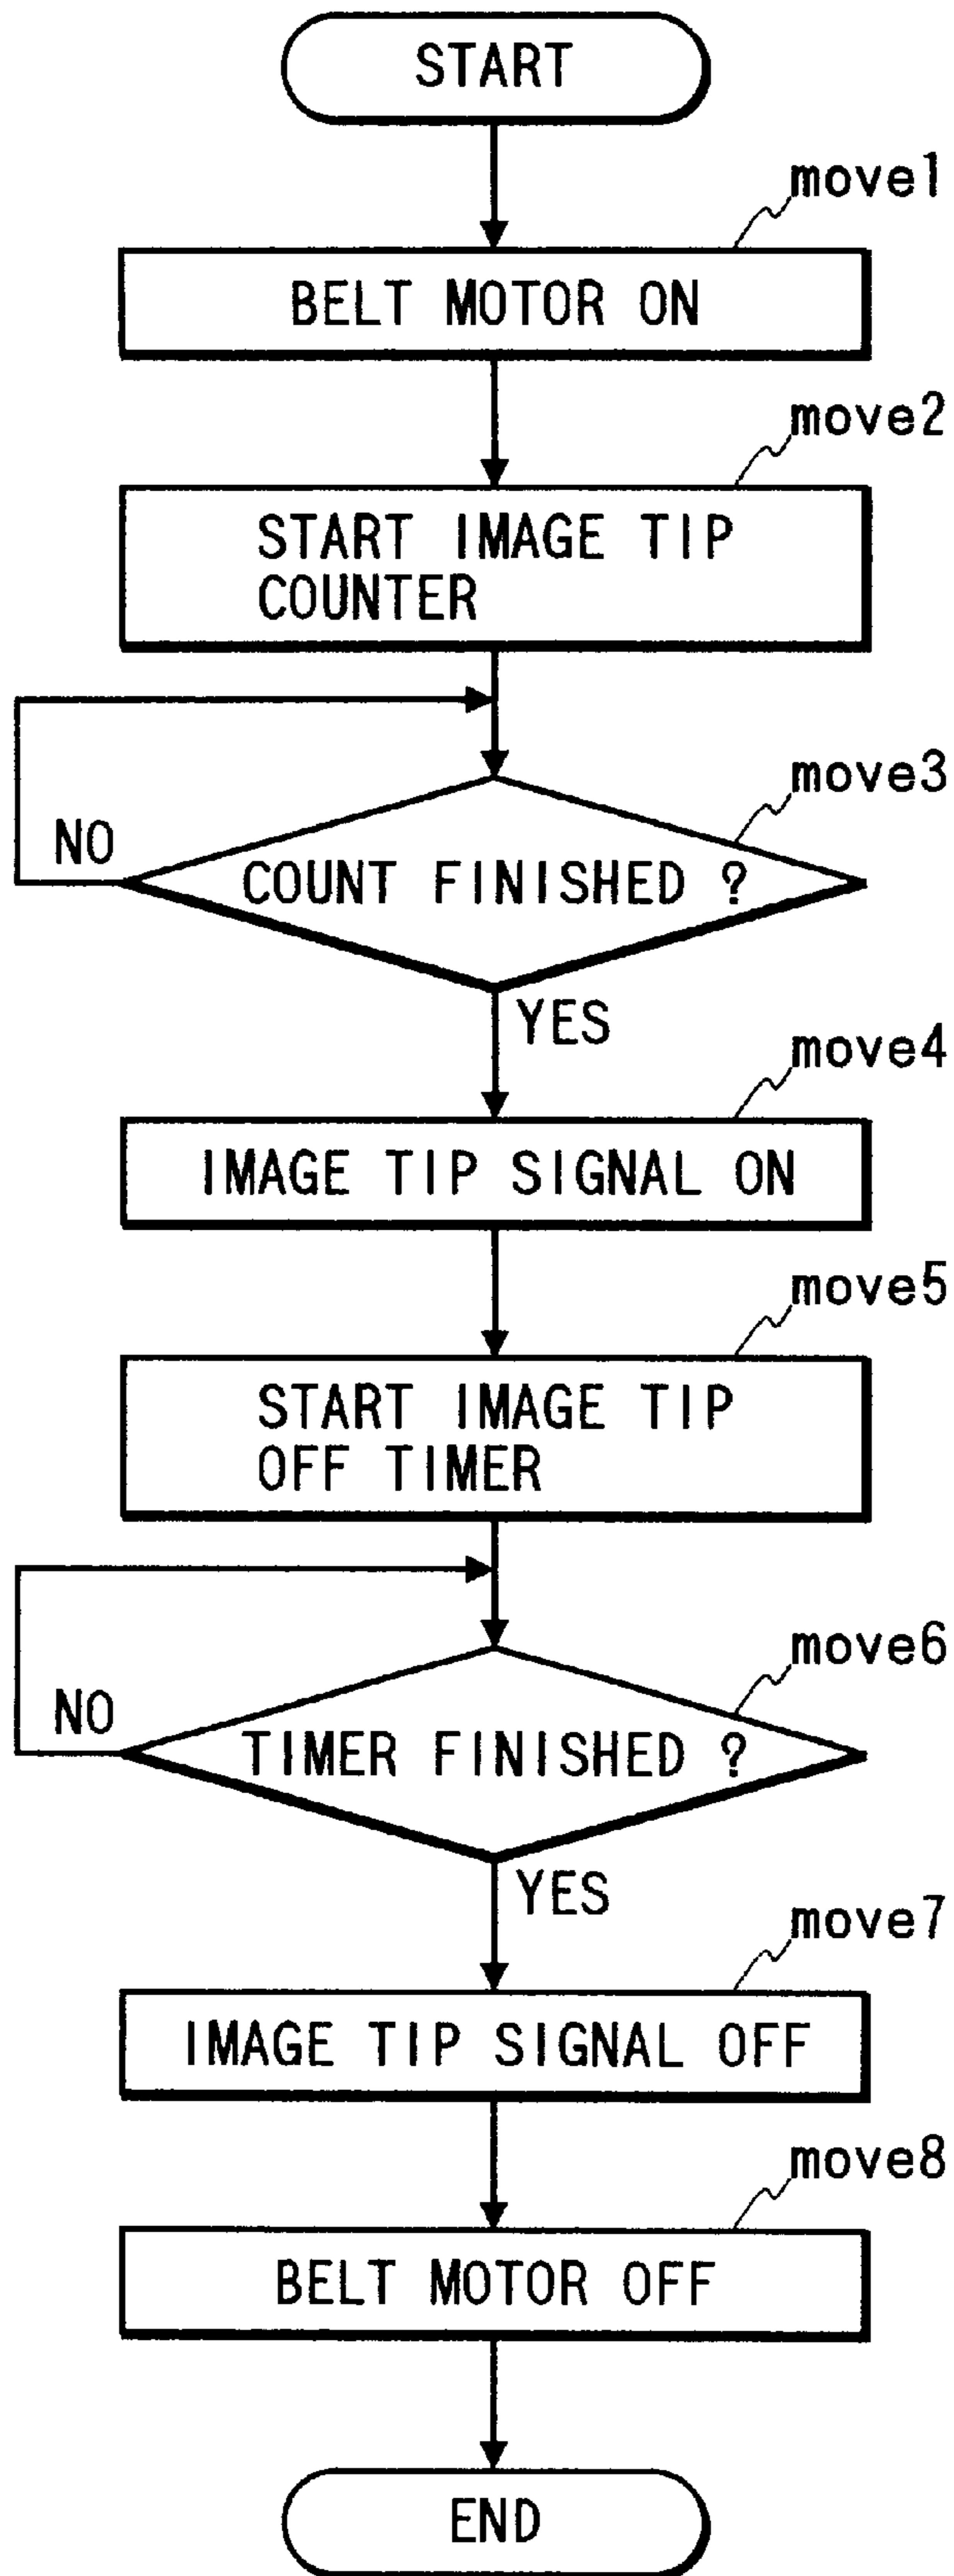 START
move1
BELT MOTOR ON
move2
START IMAGE TIP
COUNTER
move3
NO
COUNT FINISHED ?
YES
move4
IMAGE TIP SIGNAL ON
move5
START IMAGE TIP
OFF TIMER
move6
NO
TIMER FINISHED ?
YES
move7
IMAGE TIP SIGNAL OFF
move8
BELT MOTOR OFF
END